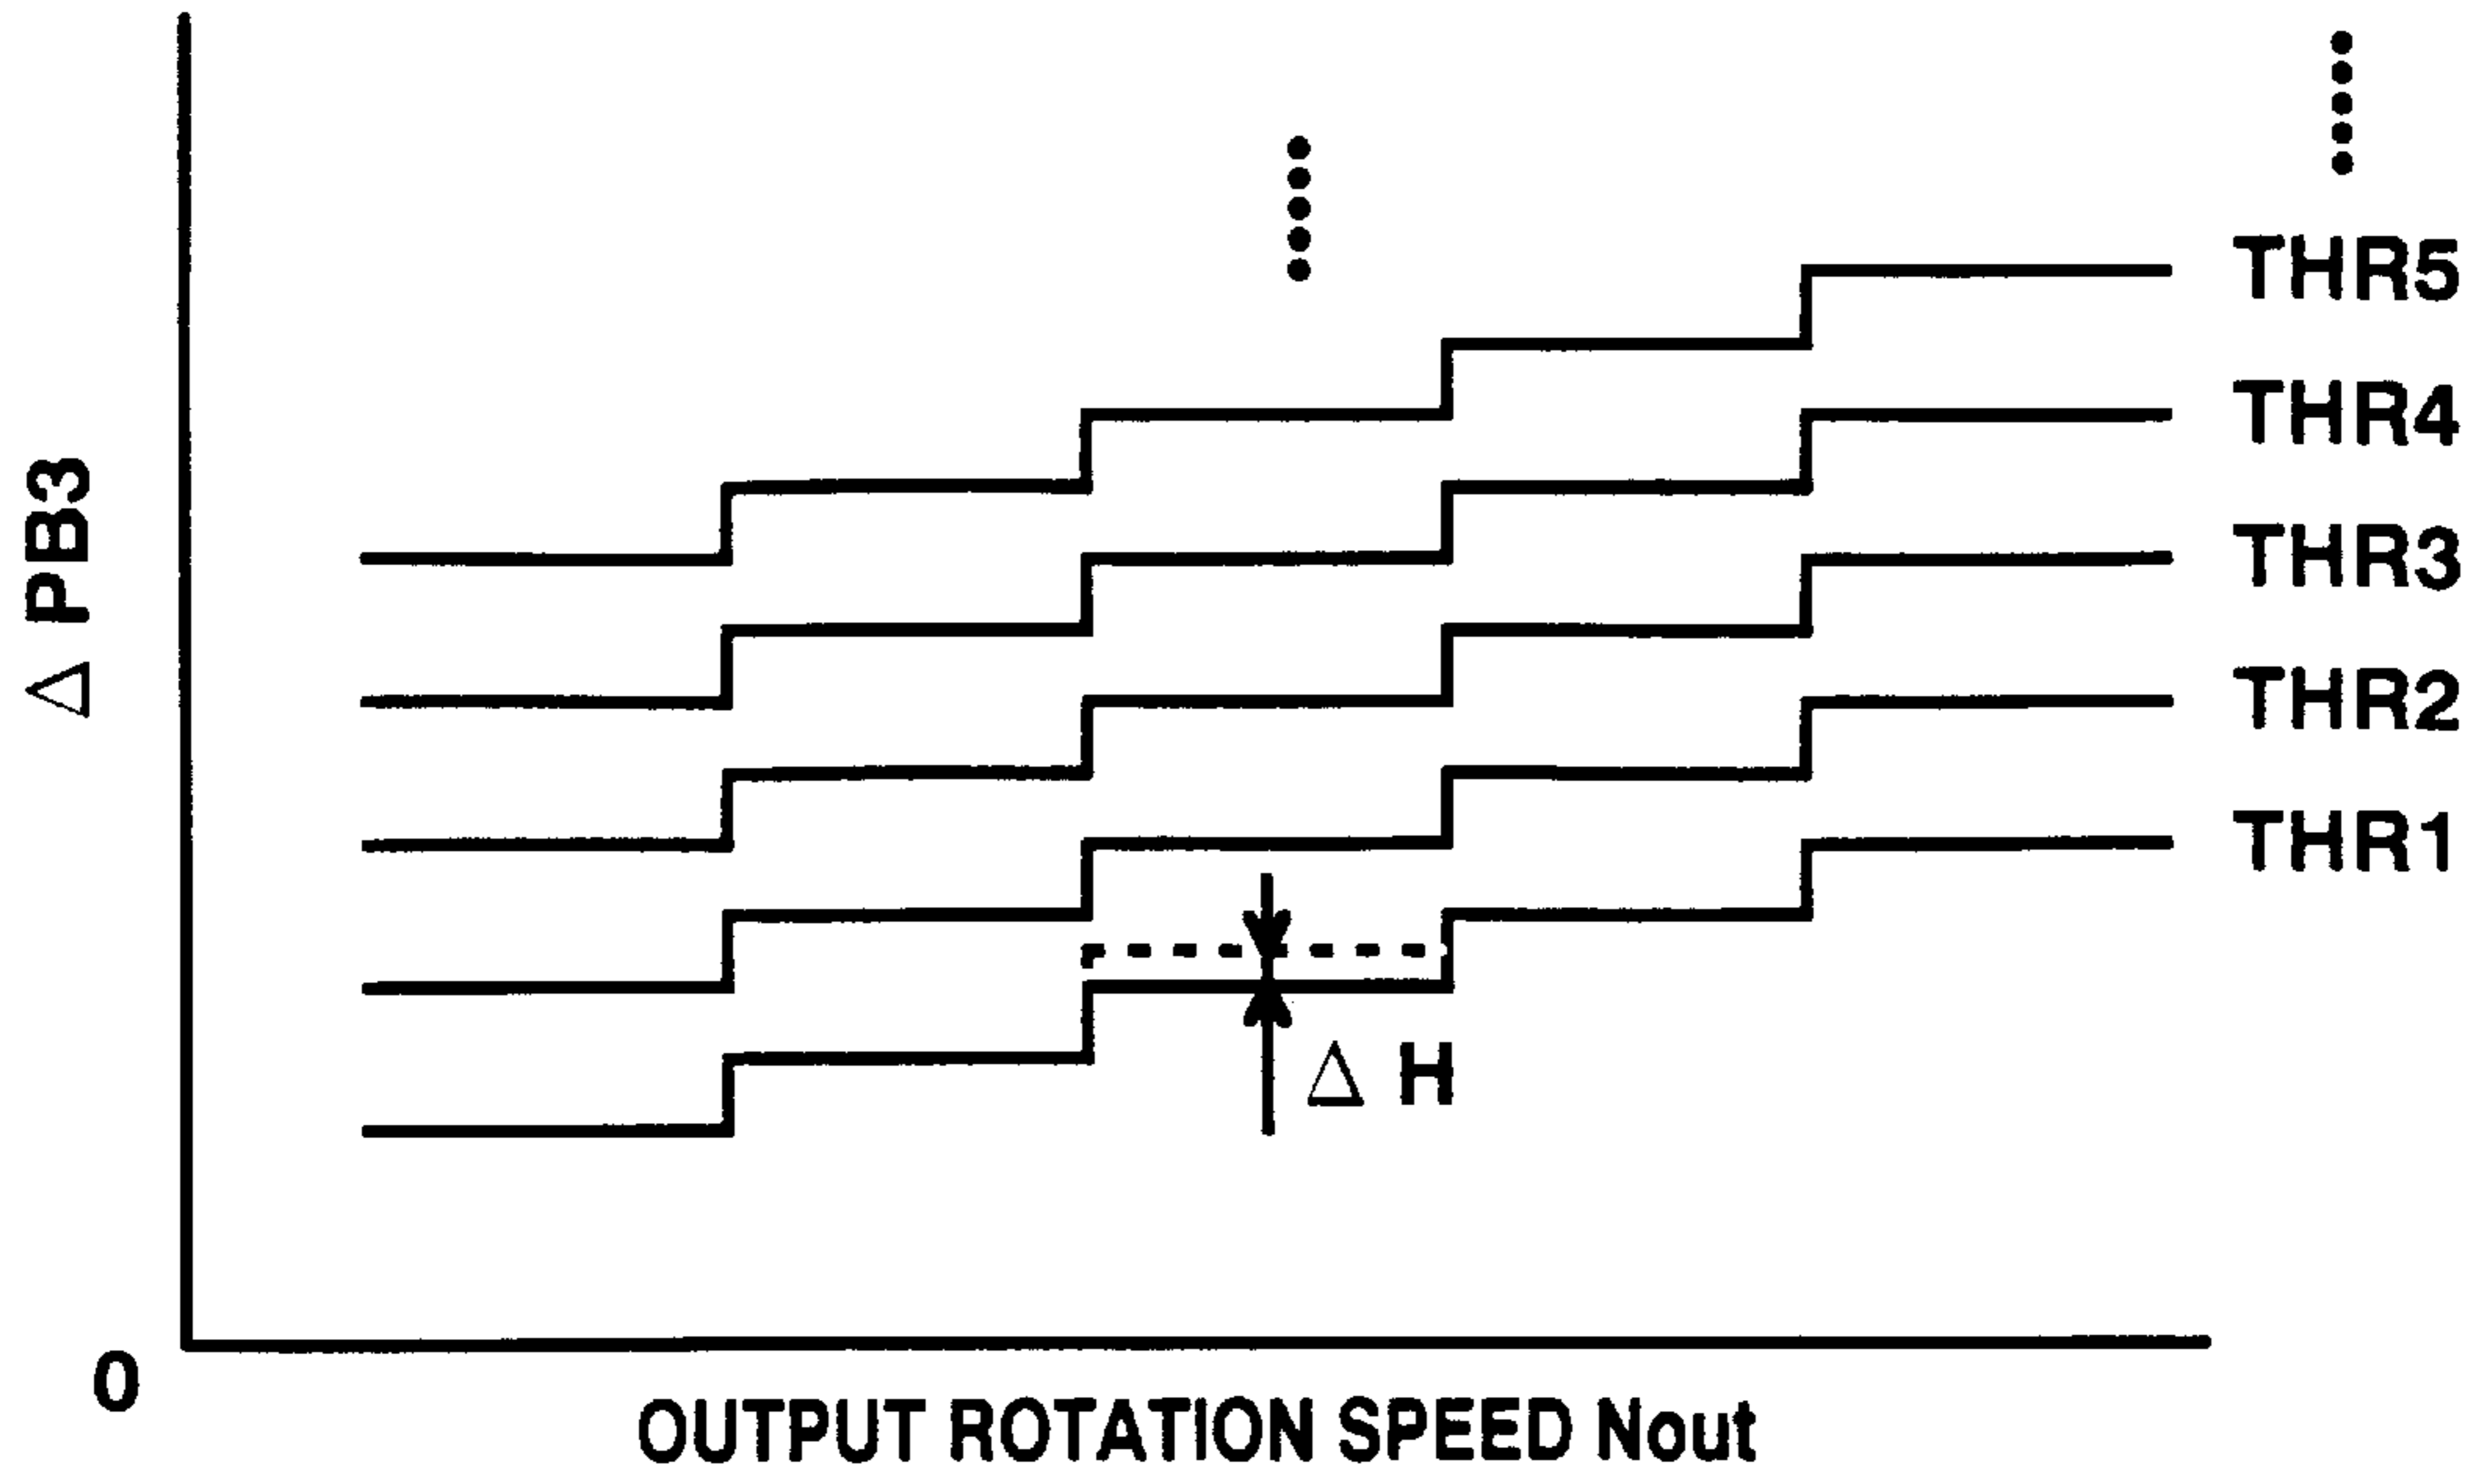 THR5
THR4
Δ PB3
THR3
THR2
THR1
Δ H
0
OUTPUT ROTATION SPEED Nout